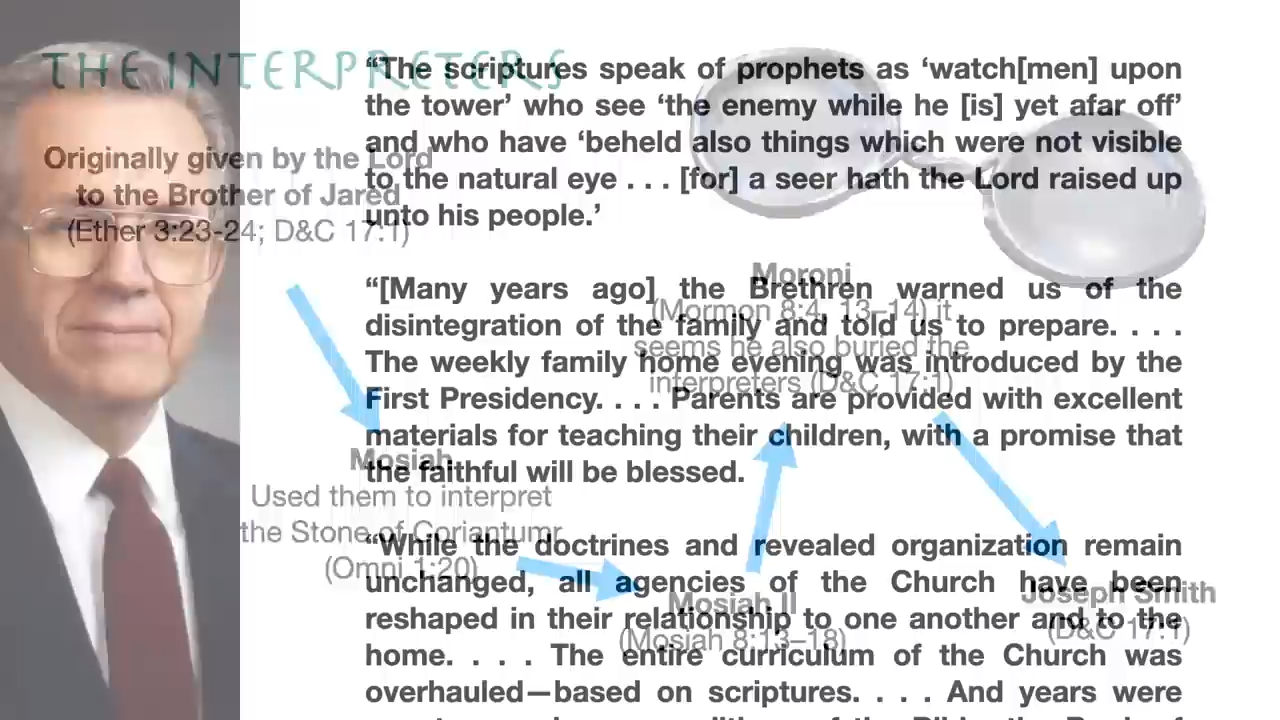 THE INTERPRETERS
Originally given by the Lord
to the Brother of Jared
(Ether 3:23-24; D&C 17:1)
Mosiah
Used them to interpret
the Stone of Coriantumr
(Omni 1:20)
Mosiah II
(Mosiah 8:13–18)
Moroni
(Mormon 8:4, 13–14) it
seems he also buried the
interpreters (D&C 17:1)
Joseph Smith
(D&C 17:1)
“The scriptures speak of prophets as ‘watch[men] upon
the tower’ who see ‘the enemy while he [is] yet afar off’
and who have ‘beheld also things which were not visible
to the natural eye . . . [for] a seer hath the Lord raised up
unto his people.’
“[Many years ago] the Brethren warned us of the
disintegration of the family and told us to prepare. . . .
The weekly family home evening was introduced by the
First Presidency. . . . Parents are provided with excellent
materials for teaching their children, with a promise that
the faithful will be blessed.
“While the doctrines and revealed organization remain
unchanged, all agencies of the Church have been
reshaped in their relationship to one another and to the
home. . . . The entire curriculum of the Church was
overhauled—based on scriptures. . . . And years were